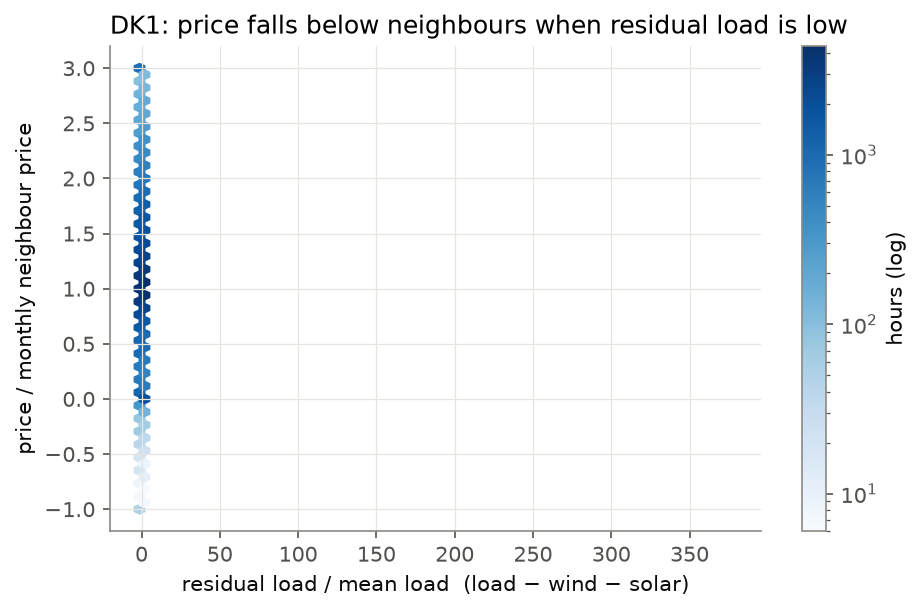 DK1: price falls below neighbours when residual load is low
price / monthly neighbour price
3.0
2.5
2.0
1.5
1.0
0.5
0.0
−0.5
−1.0
0 50 100 150 200 250 300 350
residual load / mean load  (load − wind − solar)
10³
10²
10¹
hours (log)